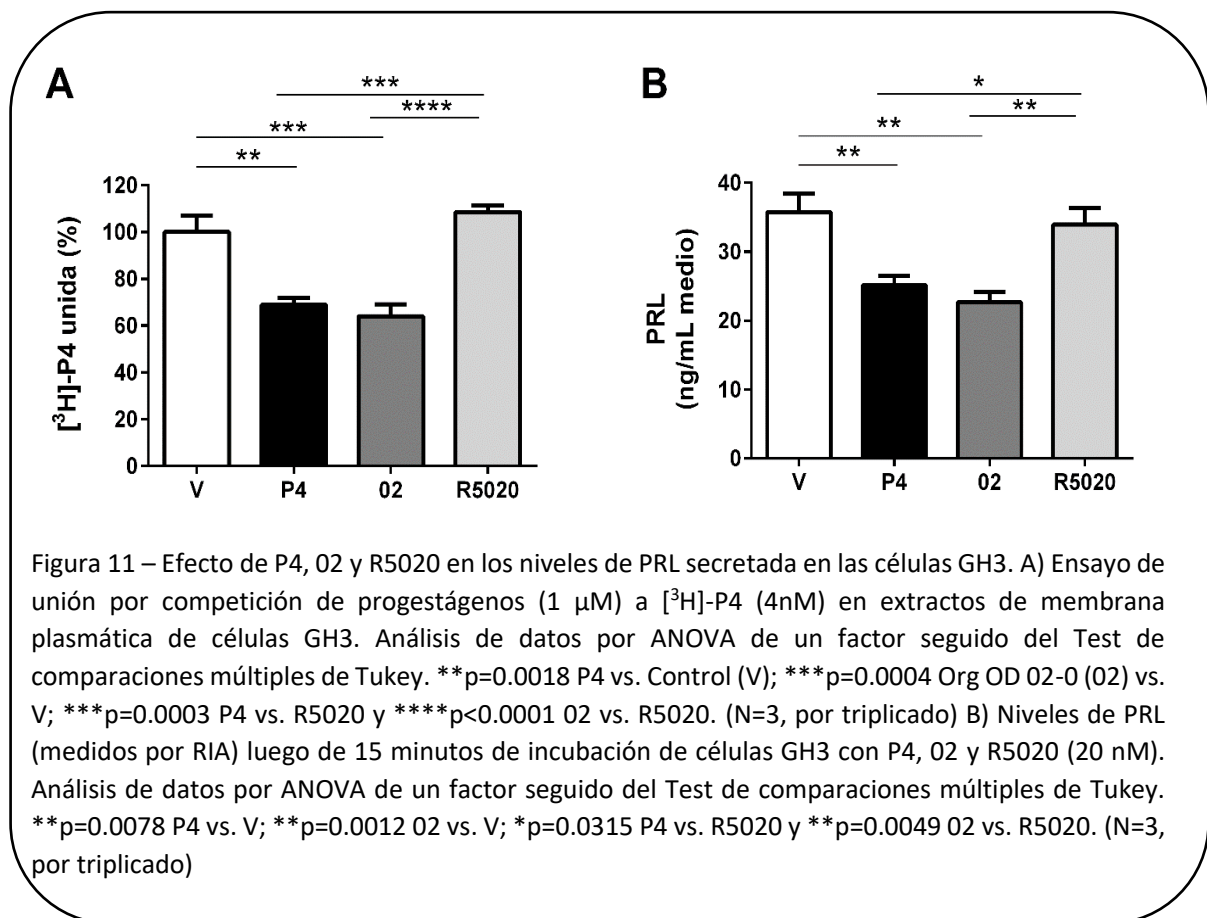 A
***
****
***
**
[³H]-P4 unida (%)
120
100
80
60
40
20
0
V P4 02 R5020
B
*
**
**
**
PRL
(ng/mL medio)
40
30
20
10
0
V P4 02 R5020
Figura 11 – Efecto de P4, 02 y R5020 en los niveles de PRL secretada en las células GH3. A) Ensayo de
unión por competición de progestágenos (1 µM) a [³H]-P4 (4nM) en extractos de membrana
plasmática de células GH3. Análisis de datos por ANOVA de un factor seguido del Test de
comparaciones múltiples de Tukey. **p=0.0018 P4 vs. Control (V); ***p=0.0004 Org OD 02-0 (02) vs.
V; ***p=0.0003 P4 vs. R5020 y ****p<0.0001 02 vs. R5020. (N=3, por triplicado) B) Niveles de PRL
(medidos por RIA) luego de 15 minutos de incubación de células GH3 con P4, 02 y R5020 (20 nM).
Análisis de datos por ANOVA de un factor seguido del Test de comparaciones múltiples de Tukey.
**p=0.0078 P4 vs. V; **p=0.0012 02 vs. V; *p=0.0315 P4 vs. R5020 y **p=0.0049 02 vs. R5020. (N=3,
por triplicado)